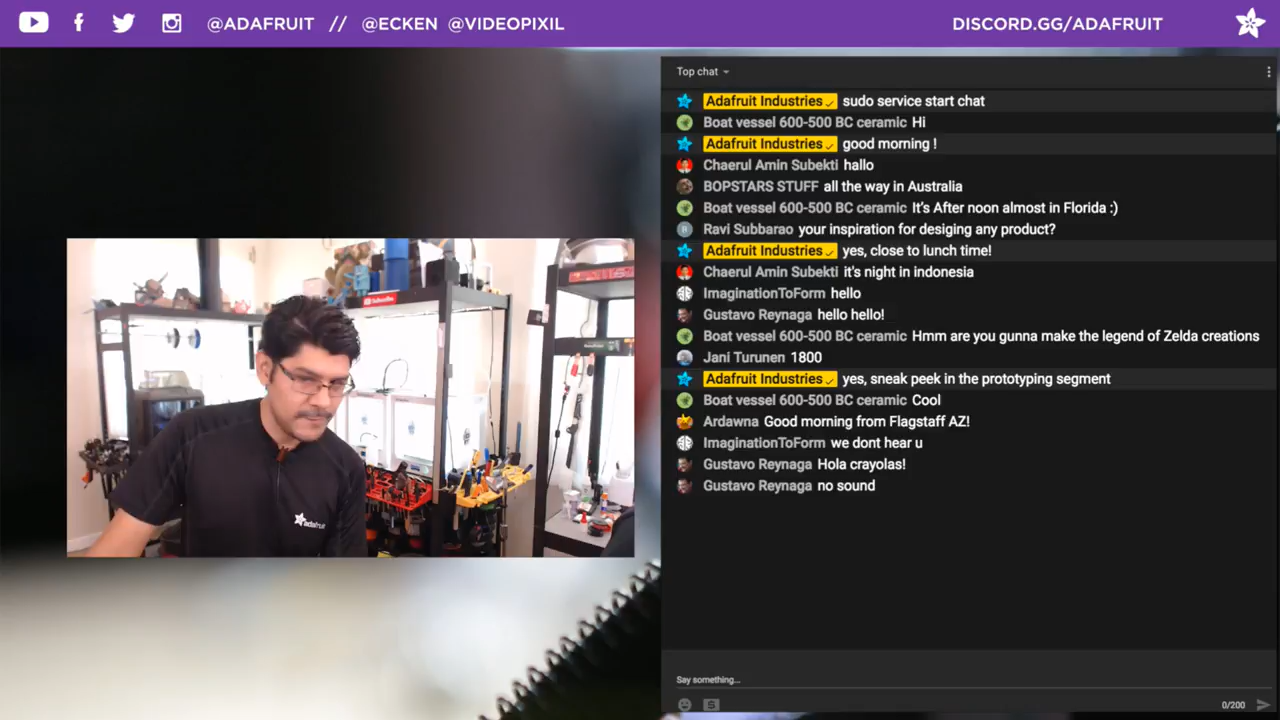 @ADAFRUIT // @ECKEN @VIDEOPIXIL
DISCORD.GG/ADAFRUIT
Top chat
Adafruit Industries sudo service start chat
Boat vessel 600-500 BC ceramic Hi
Adafruit Industries good morning !
Chaerul Amin Subekti hallo
BOPSTARS STUFF all the way in Australia
Boat vessel 600-500 BC ceramic It's After noon almost in Florida :)
R Ravi Subbarao your inspiration for desiging any product?
Adafruit Industries yes, close to lunch time!
Chaerul Amin Subekti it's night in indonesia
ImaginationToForm hello
Gustavo Reynaga hello hello!
Boat vessel 600-500 BC ceramic Hmm are you gunna make the legend of Zelda creations
Jani Turunen 1800
Adafruit Industries yes, sneak peek in the prototyping segment
Boat vessel 600-500 BC ceramic Cool
Ardawna Good morning from Flagstaff AZ!
ImaginationToForm we dont hear u
Gustavo Reynaga Hola crayolas!
Gustavo Reynaga no sound
Say something...
0/200
Subscribe
adafruit